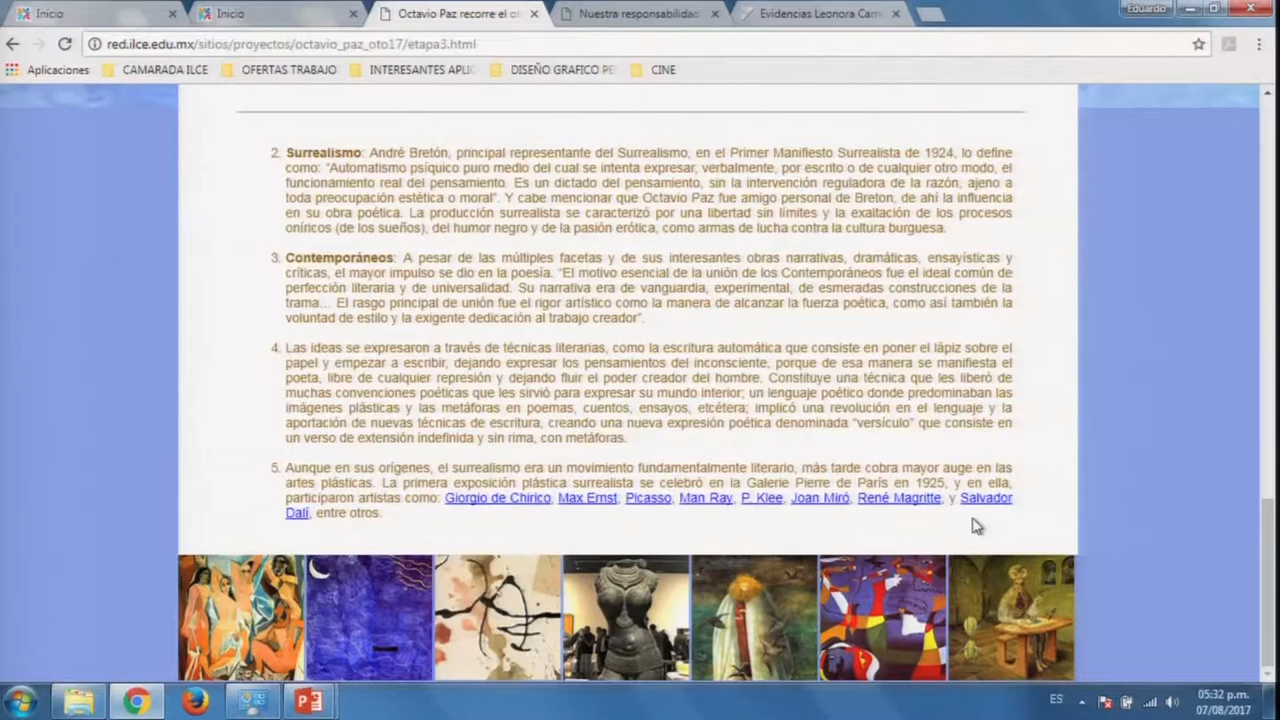 Inicio
Inicio
Octavio Paz recorre el o
Nuestra responsabilidad
Evidencias Leonora Carr
Eduardo
red.ilce.edu.mx/sitios/proyectos/octavio_paz_oto17/etapa3.html
Aplicaciones
CAMARADA ILCE
OFERTAS TRABAJO
INTERESANTES APLIC
DISEÑO GRAFICO PE
CINE
2. Surrealismo: André Bretón, principal representante del Surrealismo, en el Primer Manifiesto Surrealista de 1924, lo define
como: "Automatismo psíquico puro medio del cual se intenta expresar, verbalmente, por escrito o de cualquier otro modo, el
funcionamiento real del pensamiento. Es un dictado del pensamiento, sin la intervención reguladora de la razón, ajeno a
toda preocupación estética o moral". Y cabe mencionar que Octavio Paz fue amigo personal de Breton, de ahí la influencia
en su obra poética. La producción surrealista se caracterizó por una libertad sin límites y la exaltación de los procesos
oníricos (de los sueños), del humor negro y de la pasión erótica, como armas de lucha contra la cultura burguesa.
3. Contemporáneos: A pesar de las múltiples facetas y de sus interesantes obras narrativas, dramáticas, ensayísticas y
críticas, el mayor impulso se dio en la poesía. "El motivo esencial de la unión de los Contemporáneos fue el ideal común de
perfección literaria y de universalidad. Su narrativa era de vanguardia, experimental, de esmeradas construcciones de la
trama... El rasgo principal de unión fue el rigor artístico como la manera de alcanzar la fuerza poética, como así también la
voluntad de estilo y la exigente dedicación al trabajo creador".
4. Las ideas se expresaron a través de técnicas literarias, como la escritura automática que consiste en poner el lápiz sobre el
papel y empezar a escribir, dejando expresar los pensamientos del inconsciente, porque de esa manera se manifiesta el
poeta, libre de cualquier represión y dejando fluir el poder creador del hombre. Constituye una técnica que les liberó de
muchas convenciones poéticas que les sirvió para expresar su mundo interior; un lenguaje poético donde predominaban las
imágenes plásticas y las metáforas en poemas, cuentos, ensayos, etcétera; implicó una revolución en el lenguaje y la
aportación de nuevas técnicas de escritura, creando una nueva expresión poética denominada "versículo" que consiste en
un verso de extensión indefinida y sin rima, con metáforas.
5. Aunque en sus orígenes, el surrealismo era un movimiento fundamentalmente literario, más tarde cobra mayor auge en las
artes plásticas. La primera exposición plástica surrealista se celebró en la Galerie Pierre de París en 1925, y en ella,
participaron artistas como: Giorgio de Chirico, Max Ernst, Picasso, Man Ray, P. Klee, Joan Miró, René Magritte, y Salvador
Dalí, entre otros.
ES
05:32 p.m.
07/08/2017